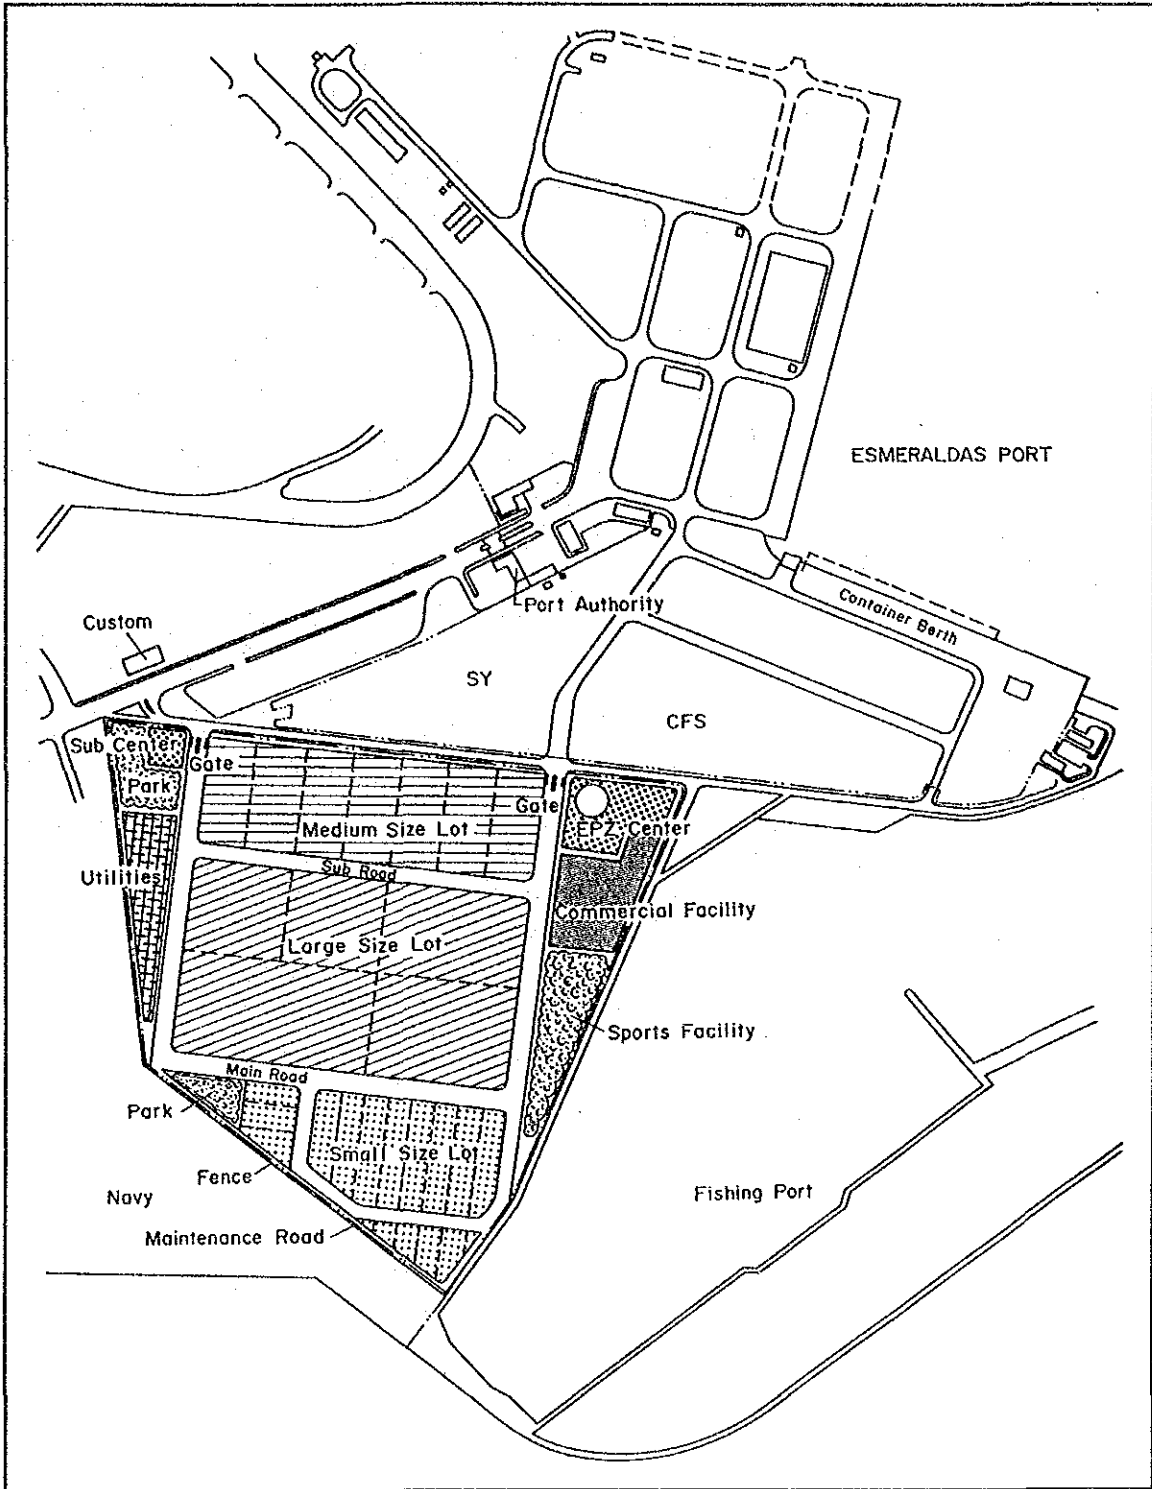 ESMERALDAS PORT
Container Berth
Port Authority
Custom
SY
CFS
Sub Center
Gate
Park
Gate
Medium Size Lot
EPZ Center
Sub Road
Utilities
Commercial Facility
Large Size Lot
Sports Facility
Main Road
Park
Small Size Lot
Fence
Navy
Fishing Port
Maintenance Road